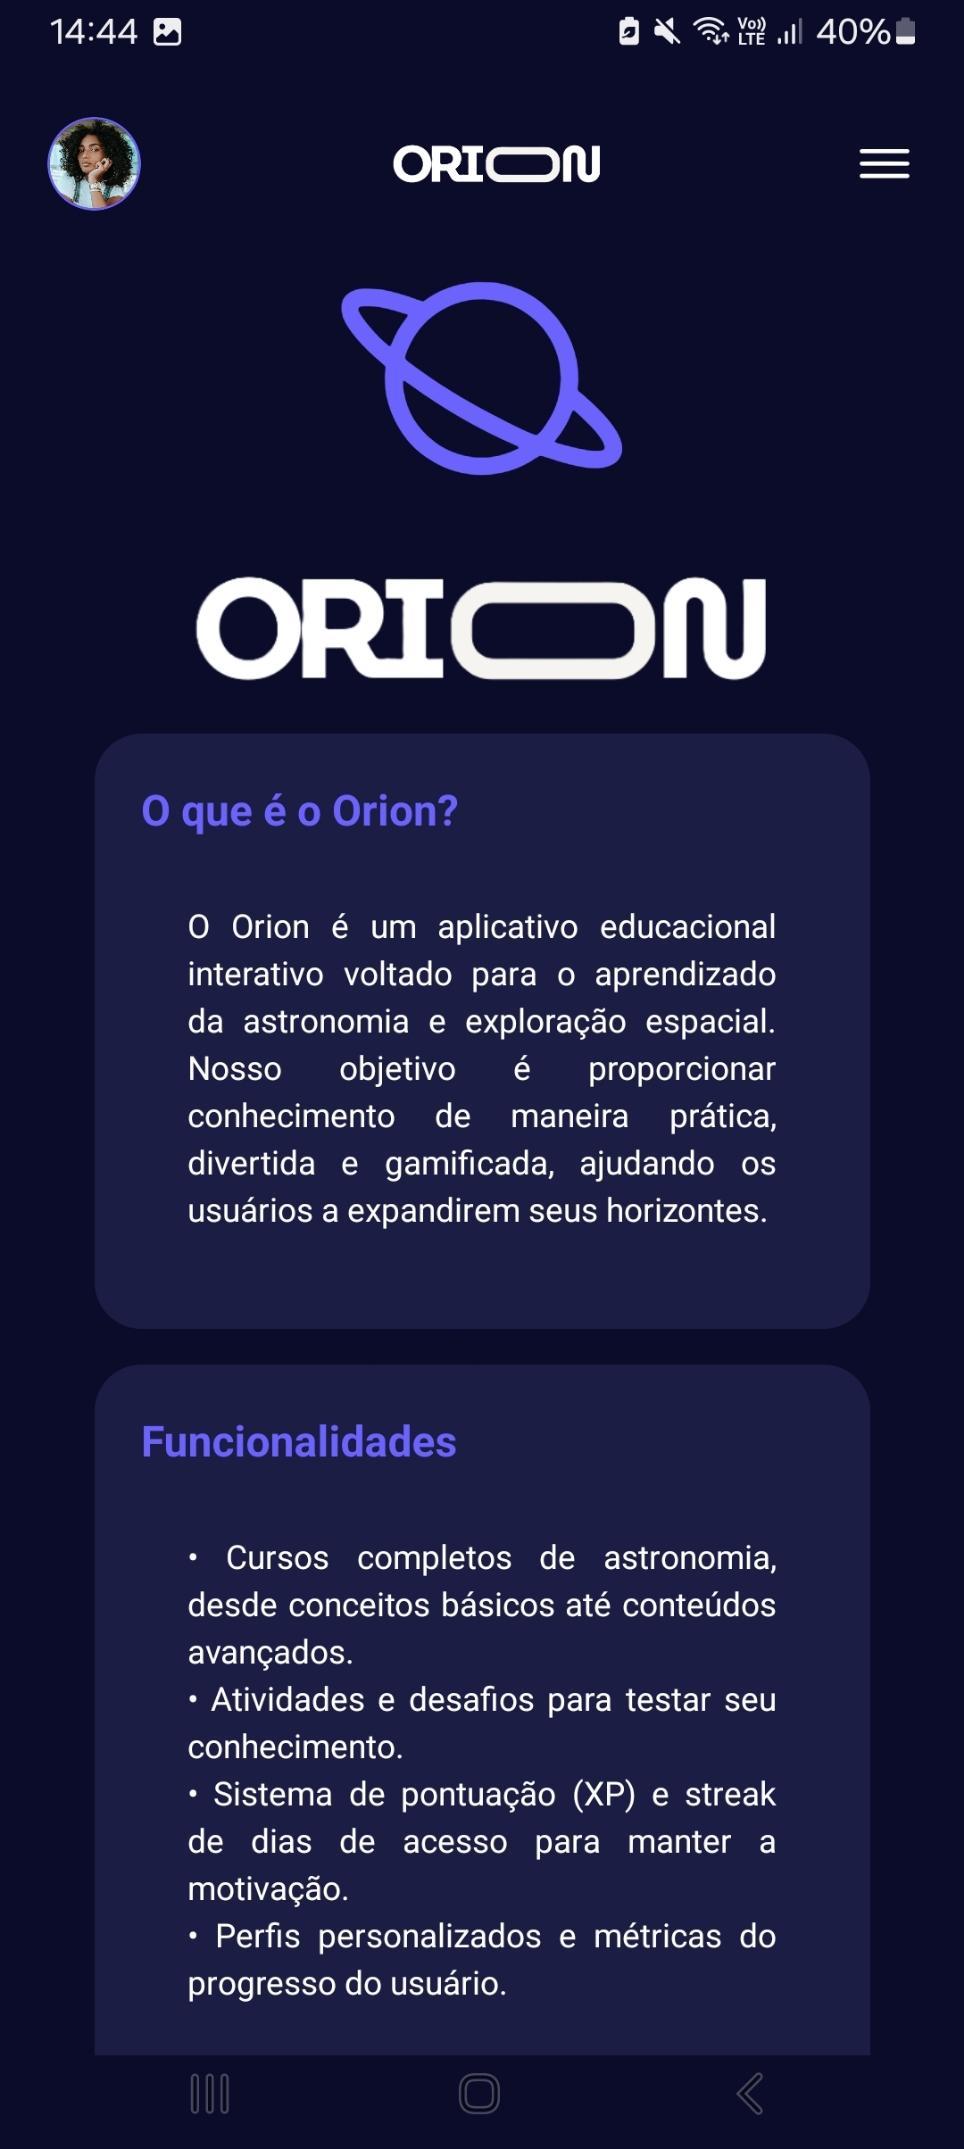 14:44
Vo)) LTE 40%
ORION
ORION
O que é o Orion?
O Orion é um aplicativo educacional
interativo voltado para o aprendizado
da astronomia e exploração espacial.
Nosso objetivo é proporcionar
conhecimento de maneira prática,
divertida e gamificada, ajudando os
usuários a expandirem seus horizontes.
Funcionalidades
• Cursos completos de astronomia,
desde conceitos básicos até conteúdos
avançados.
• Atividades e desafios para testar seu
conhecimento.
• Sistema de pontuação (XP) e streak
de dias de acesso para manter a
motivação.
• Perfis personalizados e métricas do
progresso do usuário.